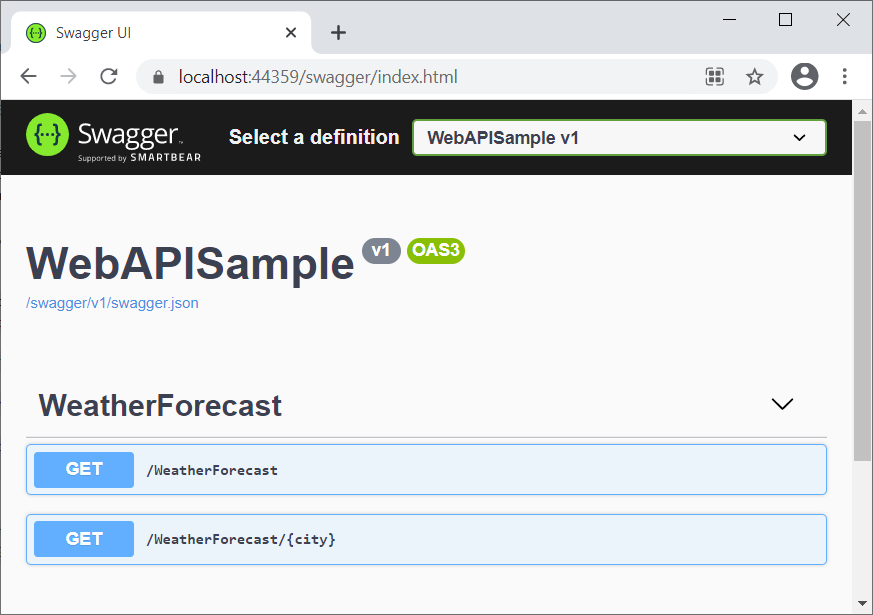 Swagger UI
localhost:44359/swagger/index.html
{...} Swagger™
Supported by SMARTBEAR
Select a definition
WebAPISample v1
WebAPISample v1 OAS3
/swagger/v1/swagger.json
WeatherForecast
GET /WeatherForecast
GET /WeatherForecast/{city}